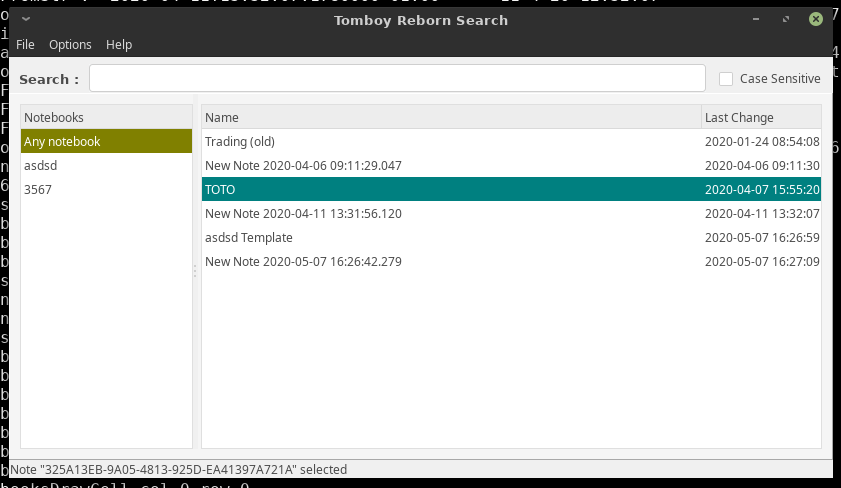 Tomboy Reborn Search
File Options Help
Search : Case Sensitive
Notebooks Name Last Change
Any notebook Trading (old) 2020-01-24 08:54:08
asdsd New Note 2020-04-06 09:11:29.047 2020-04-06 09:11:30
3567 TOTO 2020-04-07 15:55:20
New Note 2020-04-11 13:31:56.120 2020-04-11 13:32:07
asdsd Template 2020-05-07 16:26:59
New Note 2020-05-07 16:26:42.279 2020-05-07 16:27:09
Note "325A13EB-9A05-4813-925D-EA41397A721A" selected